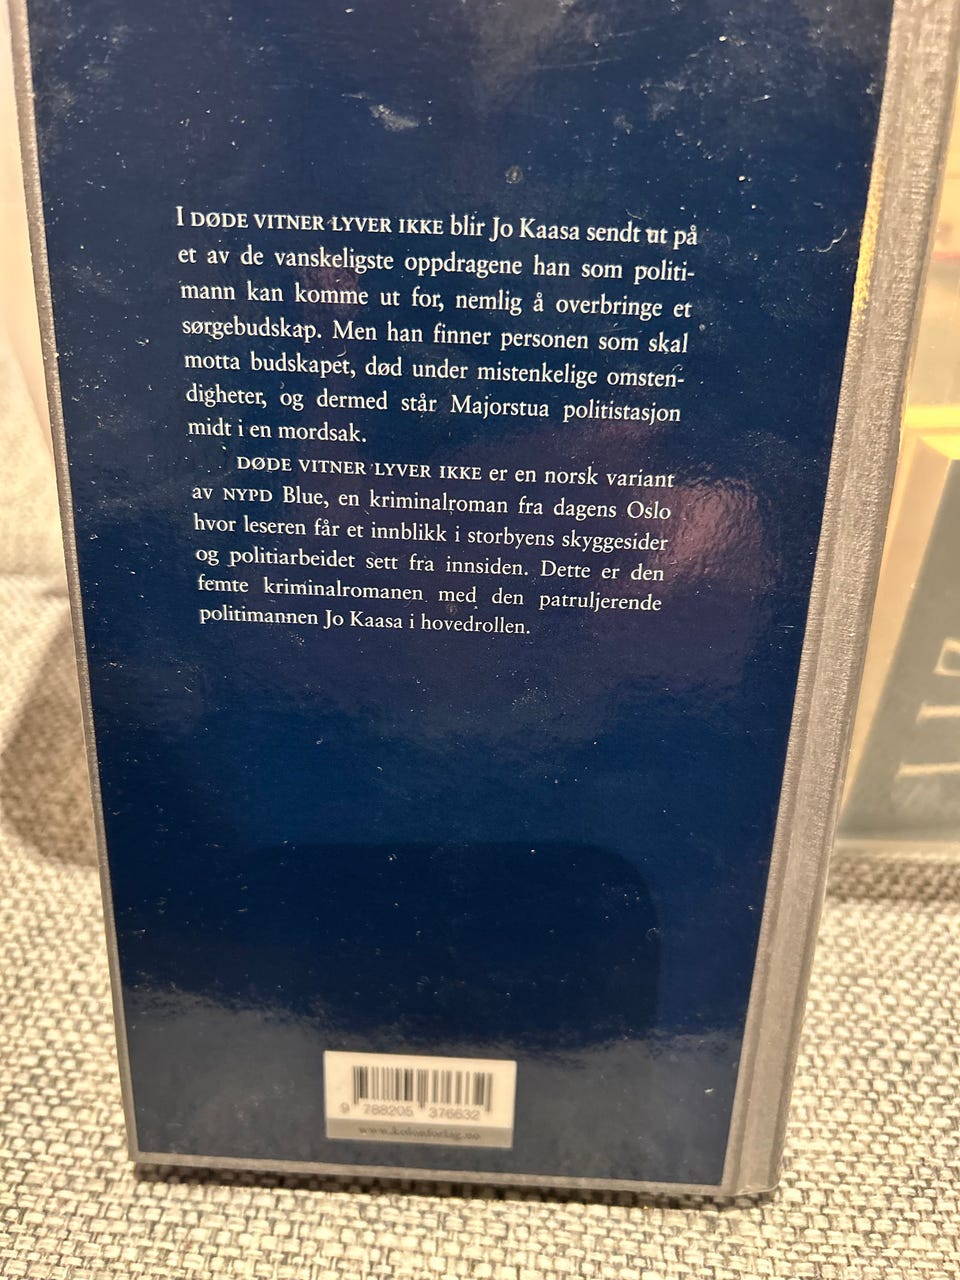 I DØDE VITNER LYVER IKKE blir Jo Kaasa sendt ut på
et av de vanskeligste oppdragene han som politi-
mann kan komme ut for, nemlig å overbringe et
sørgebudskap. Men han finner personen som skal
motta budskapet, død under mistenkelige omsten-
digheter, og dermed står Majorstua politistasjon
midt i en mordsak.
DØDE VITNER LYVER IKKE er en norsk variant
av NYPD Blue, en kriminalroman fra dagens Oslo
hvor leseren får et innblikk i storbyens skyggesider
og politiarbeidet sett fra innsiden. Dette er den
femte kriminalromanen med den patruljerende
politimannen Jo Kaasa i hovedrollen.
9 788205 376632
www.kolonforlag.no